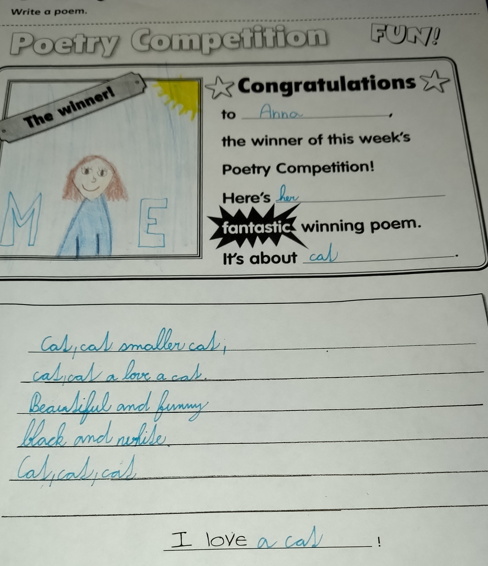 Write a poem.
Poetry Competition FUN!
The winner!
Congratulations
to Anna,
the winner of this week's
Poetry Competition!
Here's her
fantastic winning poem.
It's about cat.
M E
Cat, cat smaller cat,
cat, cat a love a cat.
Beautiful and funny
black and white.
Cat, cat, cat
I love a cat!